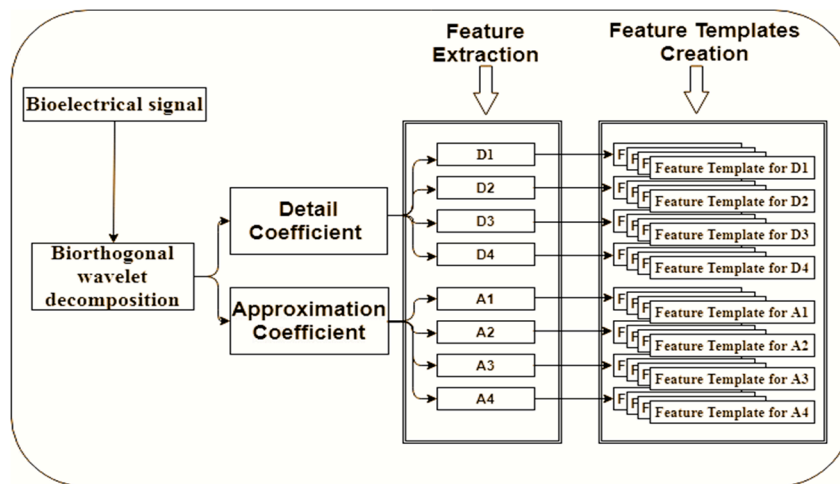 Feature
Extraction
Feature Templates
Creation
Bioelectrical signal
Biorthogonal
wavelet
decomposition
Detail
Coefficient
Approximation
Coefficient
D1
D2
D3
D4
A1
A2
A3
A4
F F F Feature Template for D1
F F F Feature Template for D2
F F F Feature Template for D3
F F F Feature Template for D4
F F F Feature Template for A1
F F F Feature Template for A2
F F F Feature Template for A3
F F F Feature Template for A4